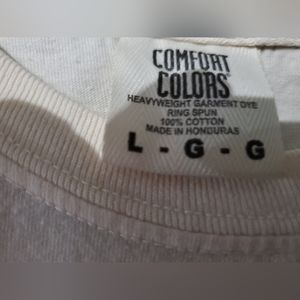 COMFORT
COLORS
HEAVYWEIGHT GARMENT DYE
RING SPUN
100% COTTON
MADE IN HONDURAS
L - G - G